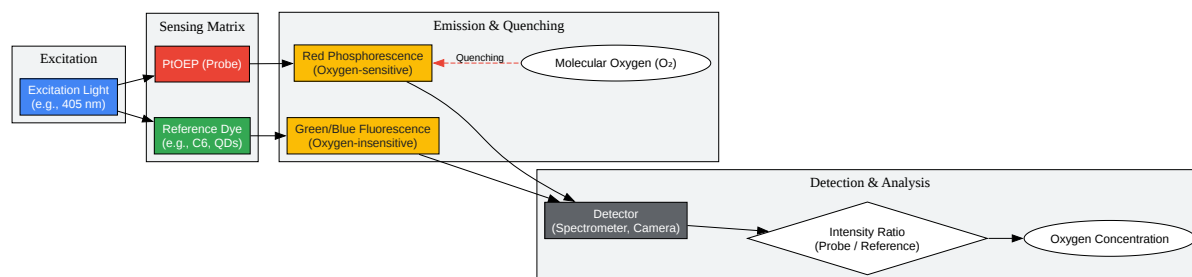 Excitation
Excitation Light
(e.g., 405 nm)
Sensing Matrix
PtOEP (Probe)
Reference Dye
(e.g., C6, QDs)
Emission & Quenching
Red Phosphorescence
(Oxygen-sensitive)
Quenching
Molecular Oxygen (O₂)
Green/Blue Fluorescence
(Oxygen-insensitive)
Detection & Analysis
Detector
(Spectrometer, Camera)
Intensity Ratio
(Probe / Reference)
Oxygen Concentration